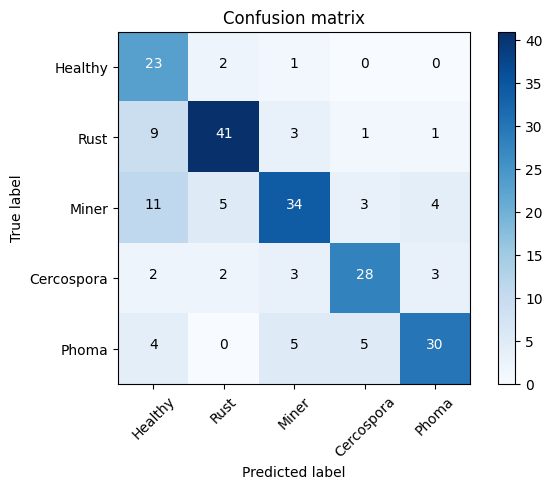 Confusion matrix
True label
Healthy 23 2 1 0 0
Rust 9 41 3 1 1
Miner 11 5 34 3 4
Cercospora 2 2 3 28 3
Phoma 4 0 5 5 30
Healthy Rust Miner Cercospora Phoma
Predicted label
40
35
30
25
20
15
10
5
0